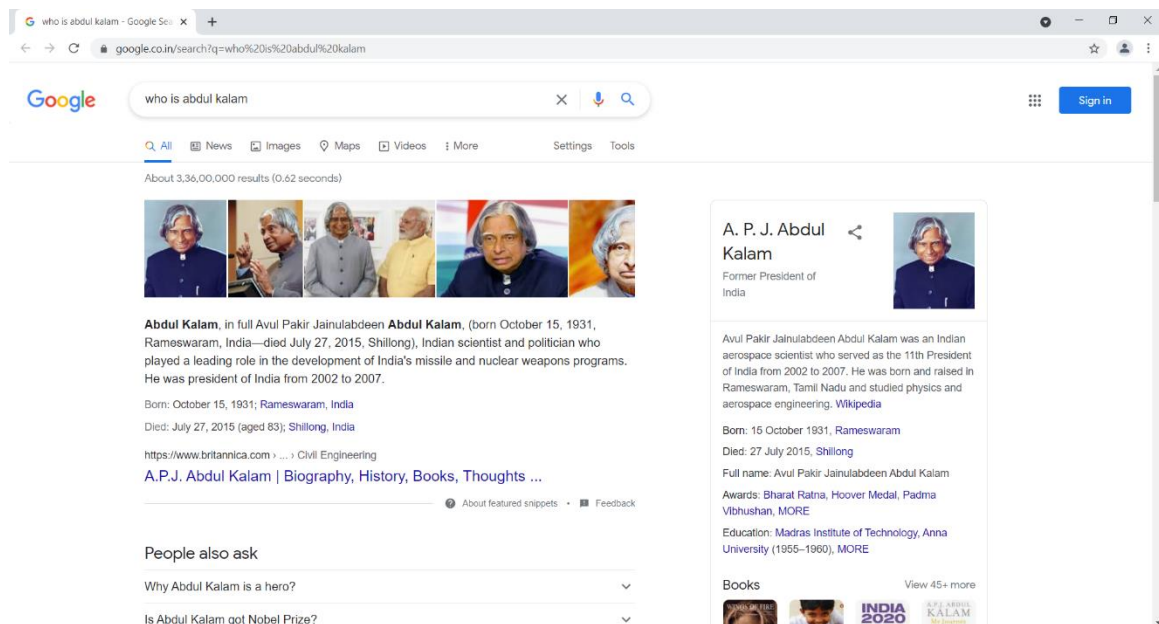 who is abdul kalam - Google Sea
google.co.in/search?q=who%20is%20abdul%20kalam
Google
who is abdul kalam
Sign in
All News Images Maps Videos More Settings Tools
About 3,36,00,000 results (0.62 seconds)
Abdul Kalam, in full Avul Pakir Jainulabdeen Abdul Kalam, (born October 15, 1931,
Rameswaram, India—died July 27, 2015, Shillong), Indian scientist and politician who
played a leading role in the development of India's missile and nuclear weapons programs.
He was president of India from 2002 to 2007.
Born: October 15, 1931; Rameswaram, India
Died: July 27, 2015 (aged 83); Shillong, India
https://www.britannica.com › ... › Civil Engineering
A.P.J. Abdul Kalam | Biography, History, Books, Thoughts ...
About featured snippets • Feedback
People also ask
Why Abdul Kalam is a hero?
Is Abdul Kalam got Nobel Prize?
A. P. J. Abdul
Kalam
Former President of
India
Avul Pakir Jainulabdeen Abdul Kalam was an Indian
aerospace scientist who served as the 11th President
of India from 2002 to 2007. He was born and raised in
Rameswaram, Tamil Nadu and studied physics and
aerospace engineering. Wikipedia
Born: 15 October 1931, Rameswaram
Died: 27 July 2015, Shillong
Full name: Avul Pakir Jainulabdeen Abdul Kalam
Awards: Bharat Ratna, Hoover Medal, Padma
Vibhushan, MORE
Education: Madras Institute of Technology, Anna
University (1955–1960), MORE
Books View 45+ more
WINGS OF FIRE
INDIA
2020
A.P.J. ABDUL
KALAM